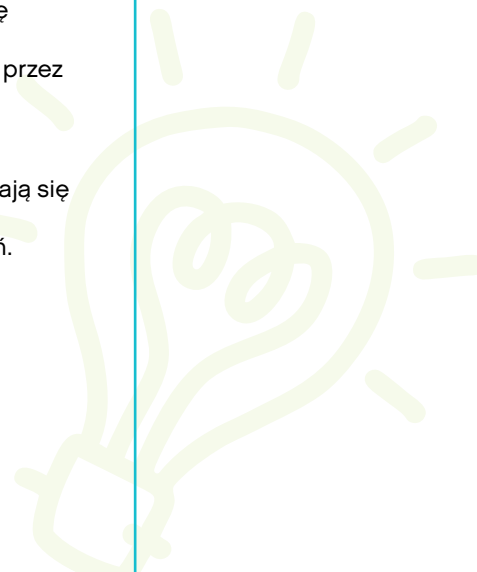 ę
przez
ają się
ń.